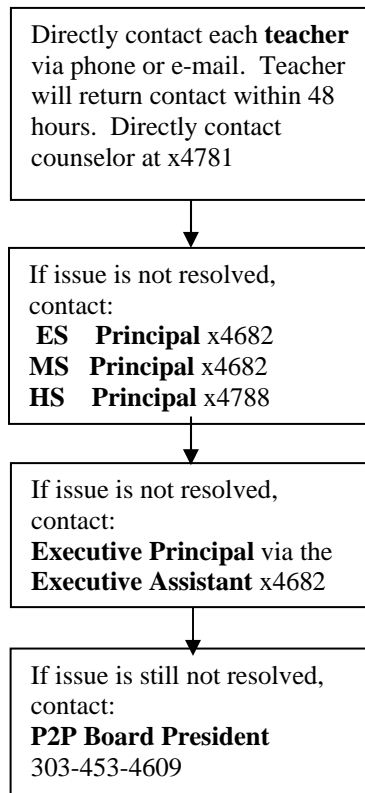 Directly contact each teacher
via phone or e-mail.  Teacher
will return contact within 48
hours.  Directly contact
counselor at x4781
If issue is not resolved,
contact:
ES   Principal x4682
MS   Principal x4682
HS   Principal x4788
If issue is not resolved,
contact:
Executive Principal via the
Executive Assistant x4682
If issue is still not resolved,
contact:
P2P Board President
303-453-4609